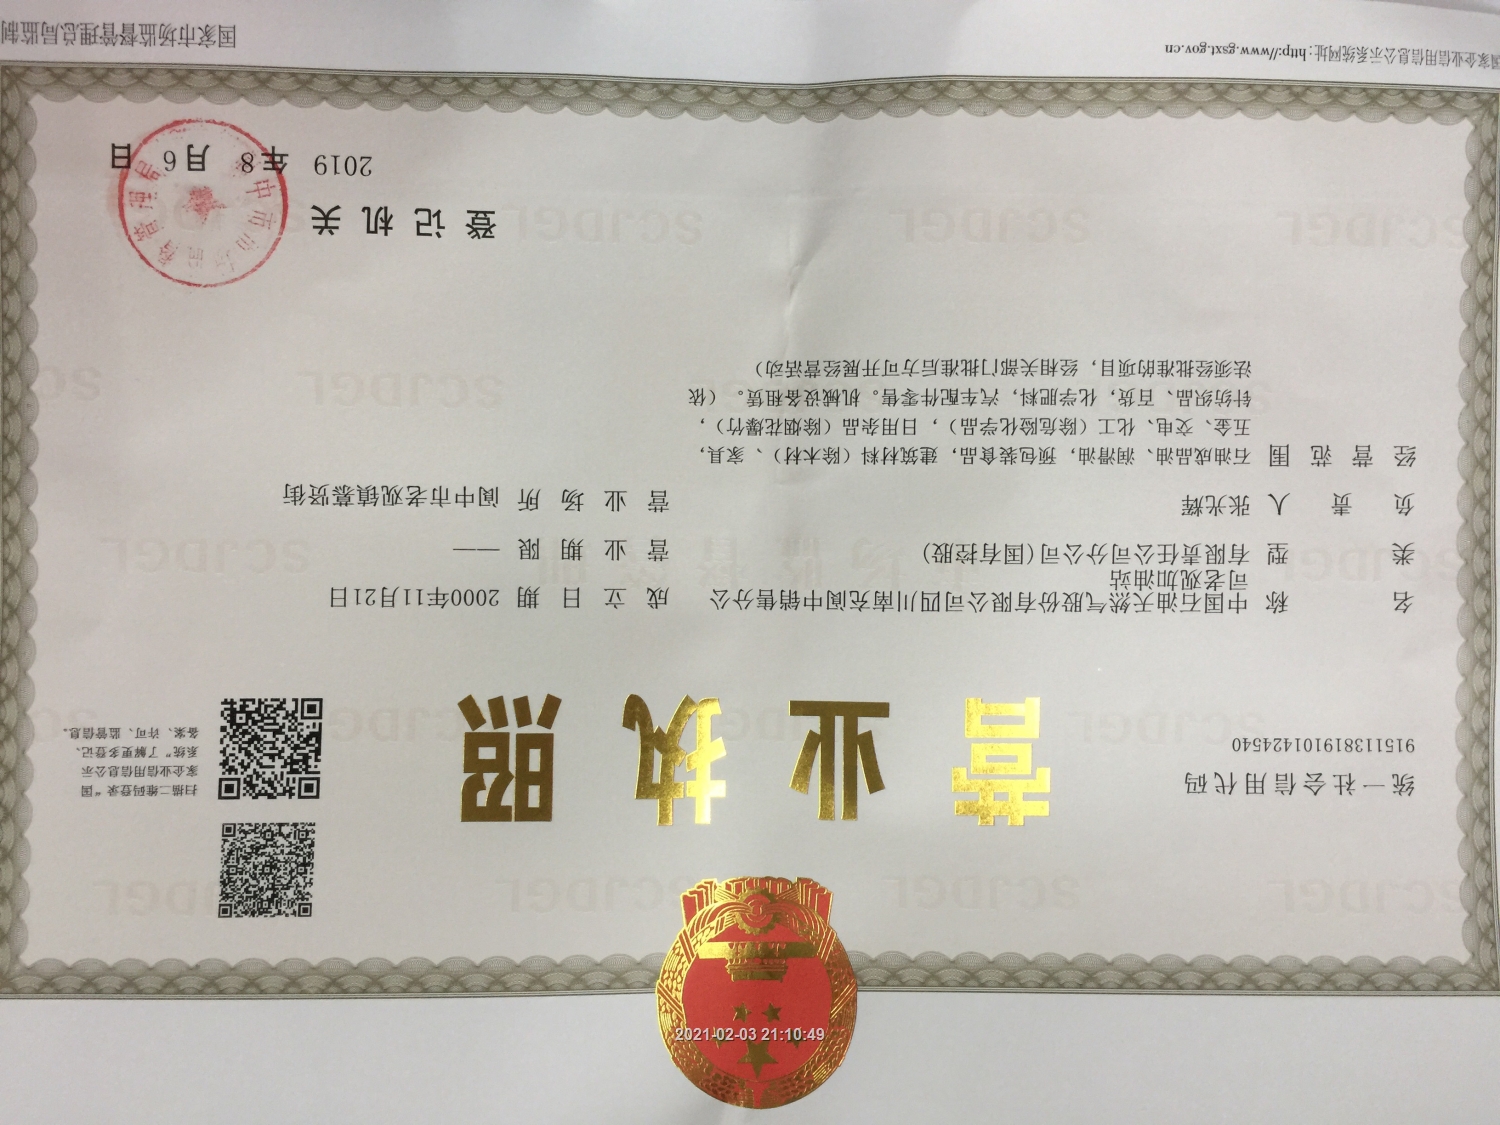 统一社会信用代码
91511381910142454O
营业执照
扫描二维码登录“国
家企业信用信息公示
系统”了解更多登记、
备案、许可、监管信息。
名称 中国石油天然气股份有限公司四川南充阆中销售分公
司老观加油站
类型 有限责任公司分公司(国有控股)
负责人 张光辉
经营范围 石油成品油、润滑油，预包装食品，建筑材料（除木材）、家具，
五金、交电、化工（除危险化学品），日用杂品（除烟花爆竹），
针纺织品、百货，化学肥料，汽车配件零售。机械设备租赁。（依
法须经批准的项目，经相关部门批准后方可开展经营活动）
成立日期 2000年11月21日
营业期限 ——
营业场所 阆中市老观镇慕贤街
登记机关
2019 年 8 月 6 日
国家企业信用信息公示系统网址：http://www.gsxt.gov.cn
国家市场监督管理总局监制
2021-02-03 21:10:49
SCJDGL